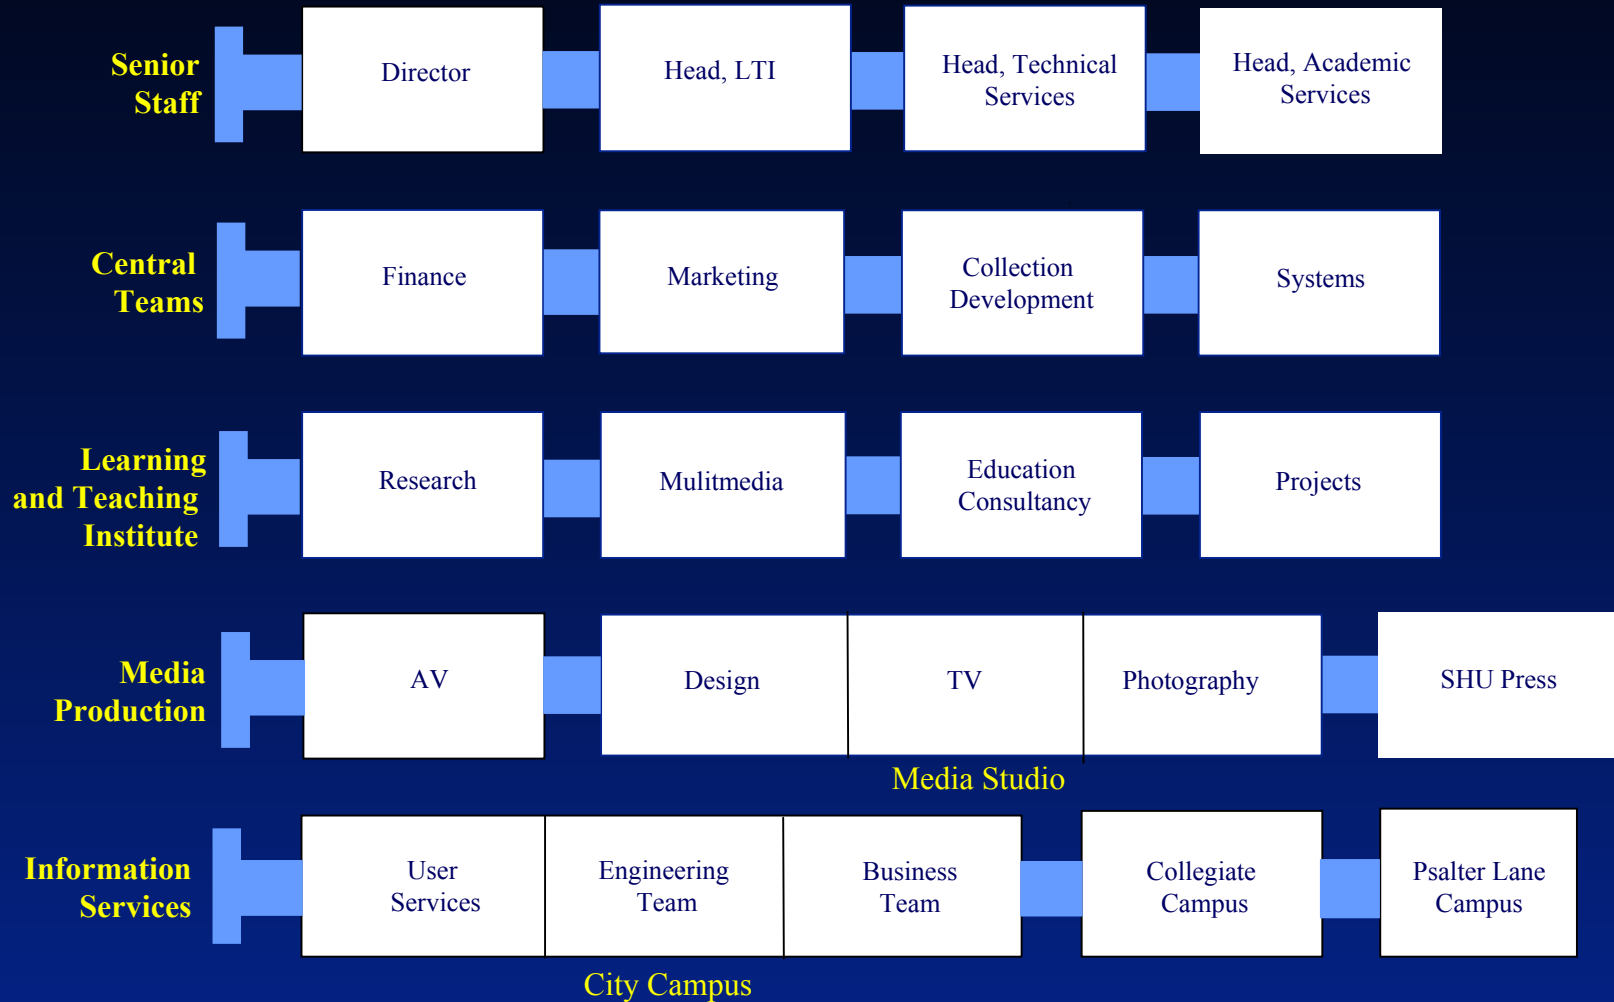 Senior
Staff
Director
Head, LTI
Head, Technical
Services
Head, Academic
Services
Central
Teams
Finance
Marketing
Collection
Development
Systems
Learning
and Teaching
Institute
Research
Mulitmedia
Education
Consultancy
Projects
Media
Production
AV
Design
TV
Photography
SHU Press
Media Studio
Information
Services
User
Services
Engineering
Team
Business
Team
Collegiate
Campus
Psalter Lane
Campus
City Campus